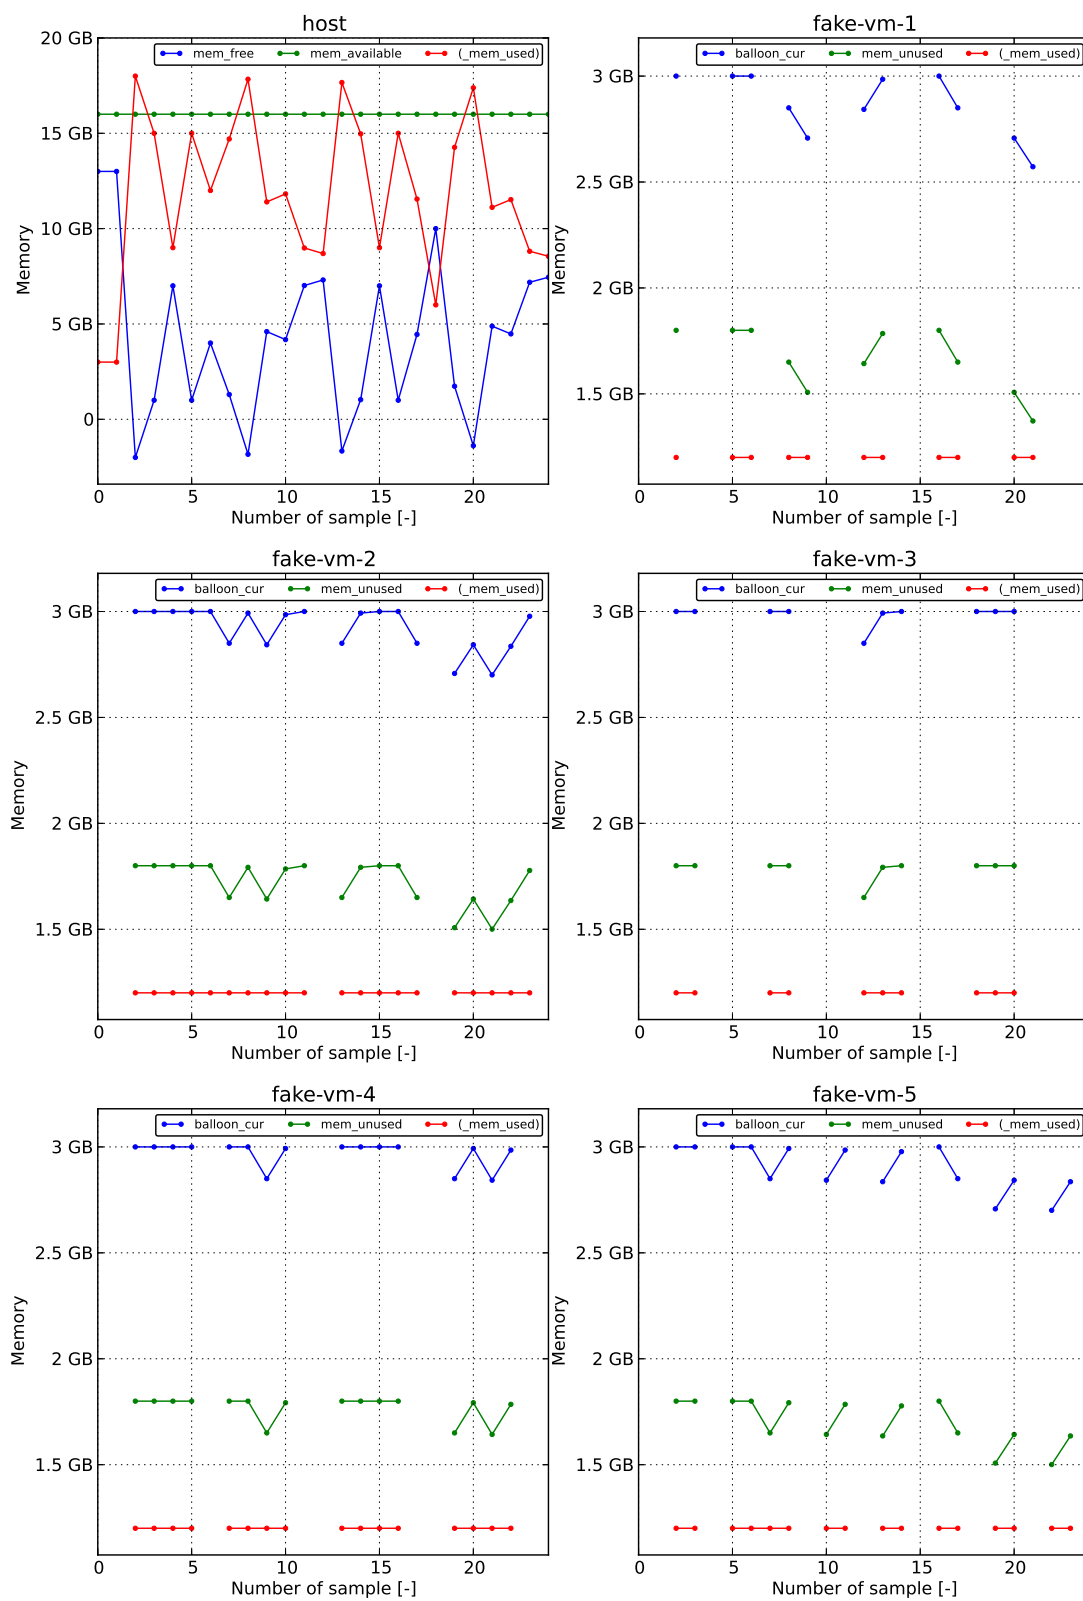 host
20 GB
mem_free mem_available (_mem_used)
15 GB
10 GB
5 GB
0
Memory
0 5 10 15 20
Number of sample [-]
fake-vm-1
balloon_cur mem_unused (_mem_used)
3 GB
2.5 GB
2 GB
1.5 GB
Memory
0 5 10 15 20
Number of sample [-]
fake-vm-2
balloon_cur mem_unused (_mem_used)
3 GB
2.5 GB
2 GB
1.5 GB
Memory
0 5 10 15 20
Number of sample [-]
fake-vm-3
balloon_cur mem_unused (_mem_used)
3 GB
2.5 GB
2 GB
1.5 GB
Memory
0 5 10 15 20
Number of sample [-]
fake-vm-4
balloon_cur mem_unused (_mem_used)
3 GB
2.5 GB
2 GB
1.5 GB
Memory
0 5 10 15 20
Number of sample [-]
fake-vm-5
balloon_cur mem_unused (_mem_used)
3 GB
2.5 GB
2 GB
1.5 GB
Memory
0 5 10 15 20
Number of sample [-]